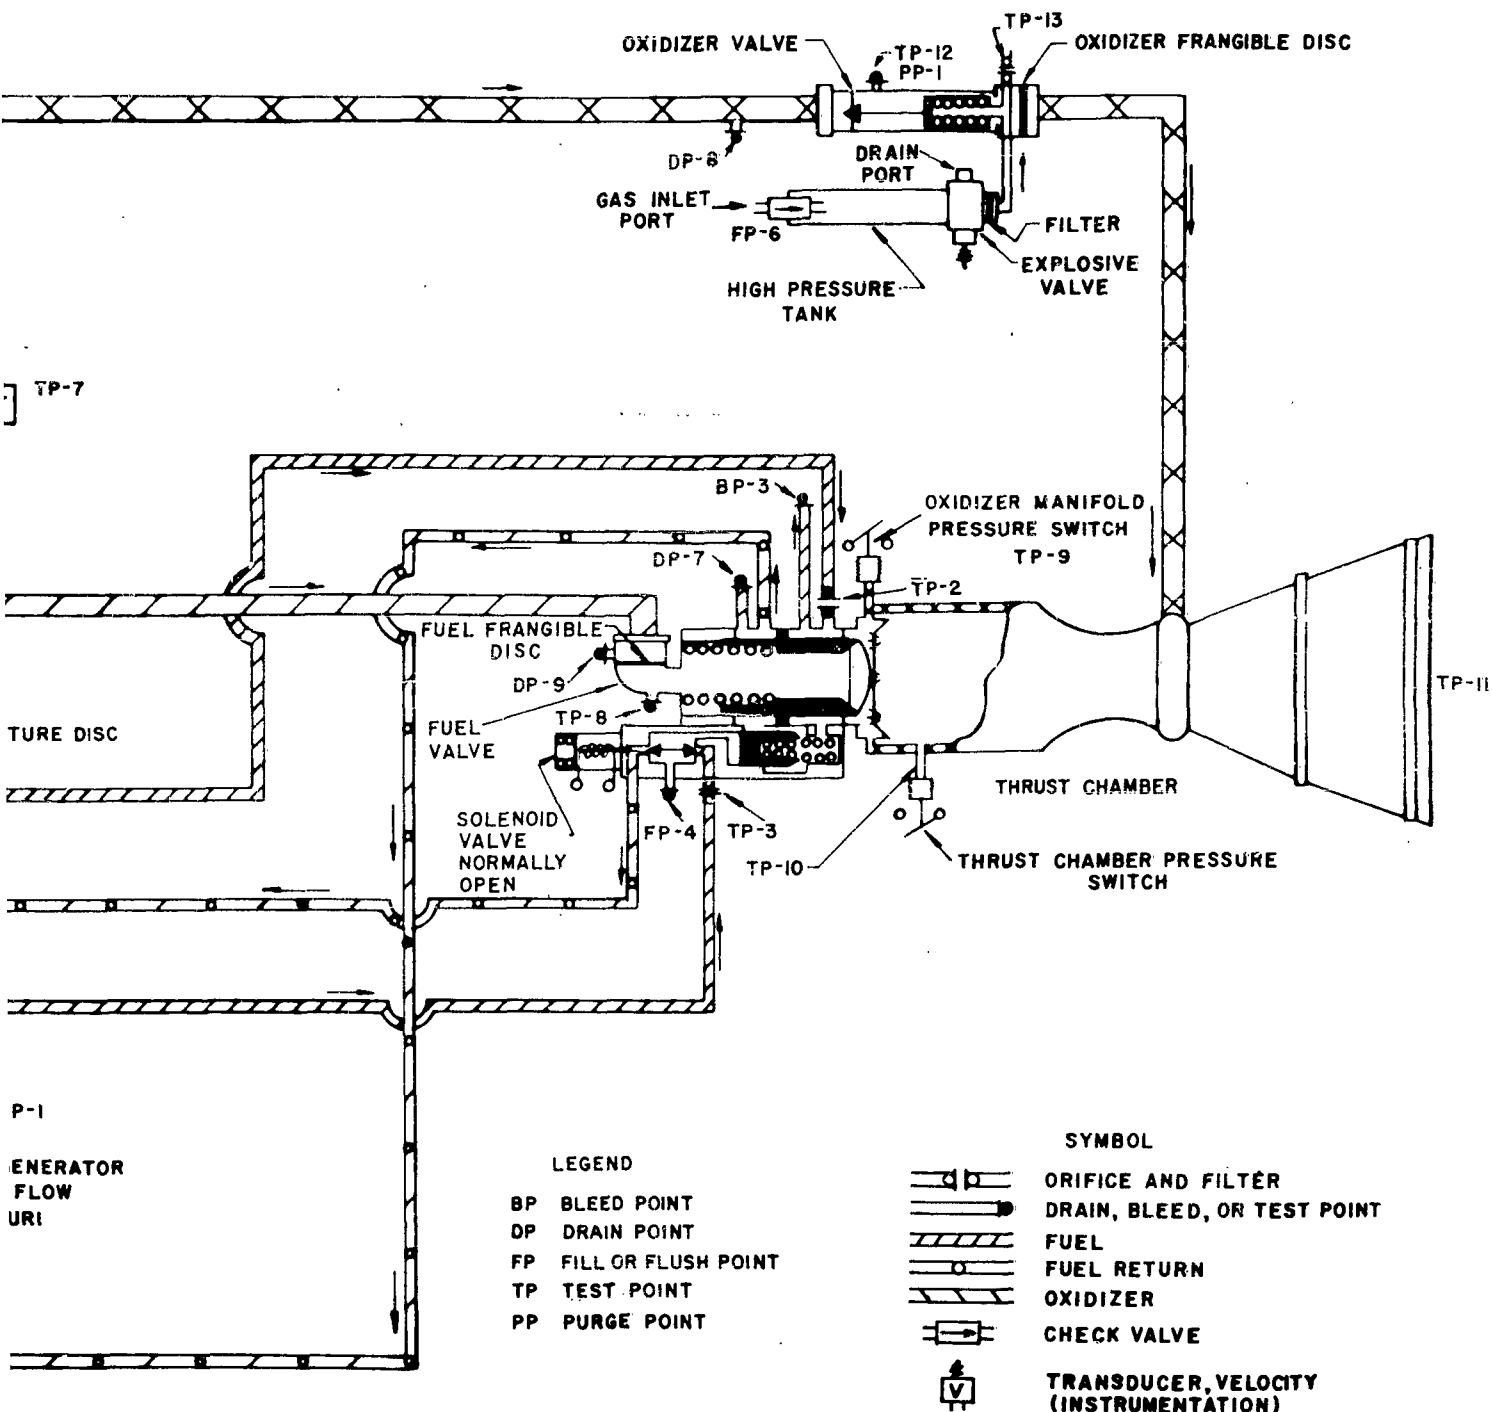 TP-13
OXIDIZER VALVE
TP-12
PP-1
OXIDIZER FRANGIBLE DISC
DP-8
DRAIN
PORT
GAS INLET
PORT
FP-6
FILTER
EXPLOSIVE
VALVE
HIGH PRESSURE
TANK
TP-7
BP-3
OXIDIZER MANIFOLD
PRESSURE SWITCH
TP-9
DP-7
TP-2
FUEL FRANGIBLE
DISC
DP-9
TP-11
TP-8
FUEL
VALVE
TURE DISC
THRUST CHAMBER
SOLENOID
VALVE
NORMALLY
OPEN
FP-4
TP-3
TP-10
THRUST CHAMBER PRESSURE
SWITCH
P-1
ENERATOR
FLOW
URI
LEGEND
BP BLEED POINT
DP DRAIN POINT
FP FILL OR FLUSH POINT
TP TEST POINT
PP PURGE POINT
SYMBOL
ORIFICE AND FILTER
DRAIN, BLEED, OR TEST POINT
FUEL
FUEL RETURN
OXIDIZER
CHECK VALVE
V
TRANSDUCER, VELOCITY
(INSTRUMENTATION)